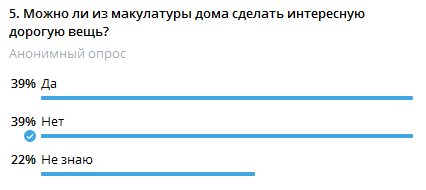 5. Можно ли из макулатуры дома сделать интересную
дорогую вещь?
Анонимный опрос
39% Да
39% Нет
22% Не знаю